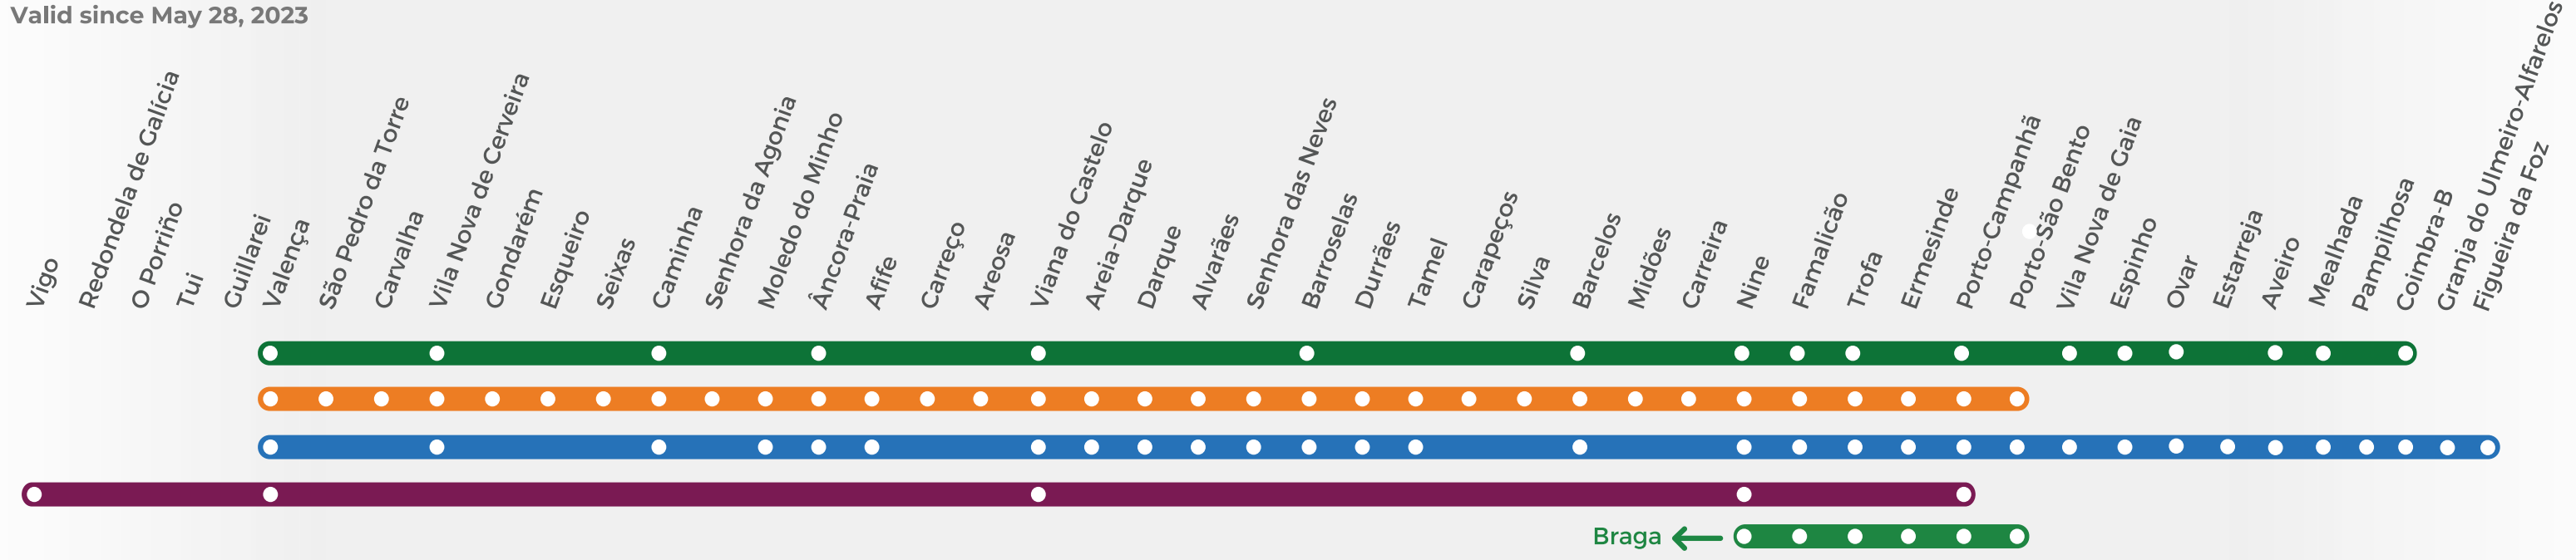 Valid since May 28, 2023
Vigo
Redondela de Galícia
O Porriño
Tui
Guillarei
Valença
São Pedro da Torre
Carvalha
Vila Nova de Cerveira
Gondarém
Esqueiro
Seixas
Caminha
Senhora da Agonia
Moledo do Minho
Âncora-Praia
Afife
Carreço
Areosa
Viana do Castelo
Areia-Darque
Darque
Alvarães
Senhora das Neves
Barroselas
Durrães
Tamel
Carapeços
Silva
Barcelos
Midões
Carreira
Nine
Famalicão
Trofa
Ermesinde
Porto-Campanhã
Porto-São Bento
Vila Nova de Gaia
Espinho
Ovar
Estarreja
Aveiro
Mealhada
Pampilhosa
Coimbra-B
Granja do Ulmeiro-Alfarelos
Figueira da Foz
Braga